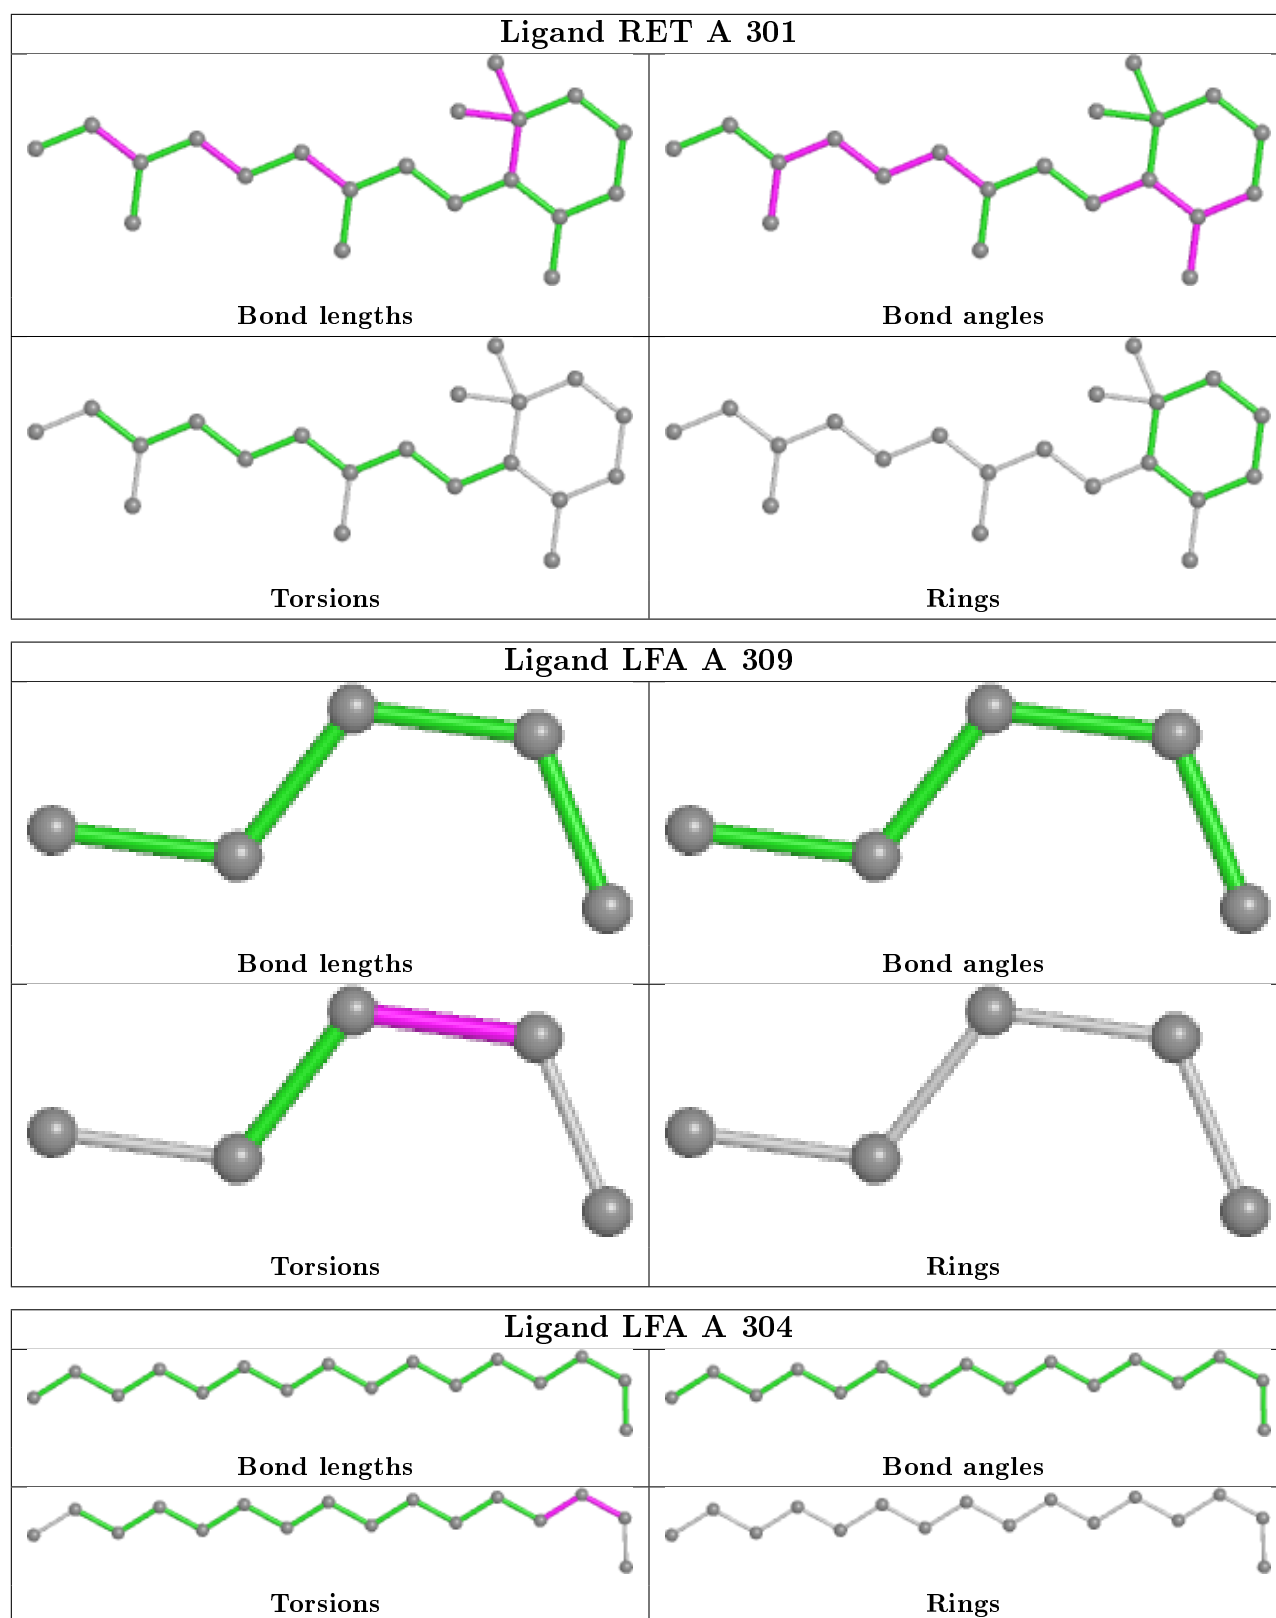 Ligand RET A 301
Bond lengths
Bond angles
Torsions
Rings
Ligand LFA A 309
Bond lengths
Bond angles
Torsions
Rings
Ligand LFA A 304
Bond lengths
Bond angles
Torsions
Rings